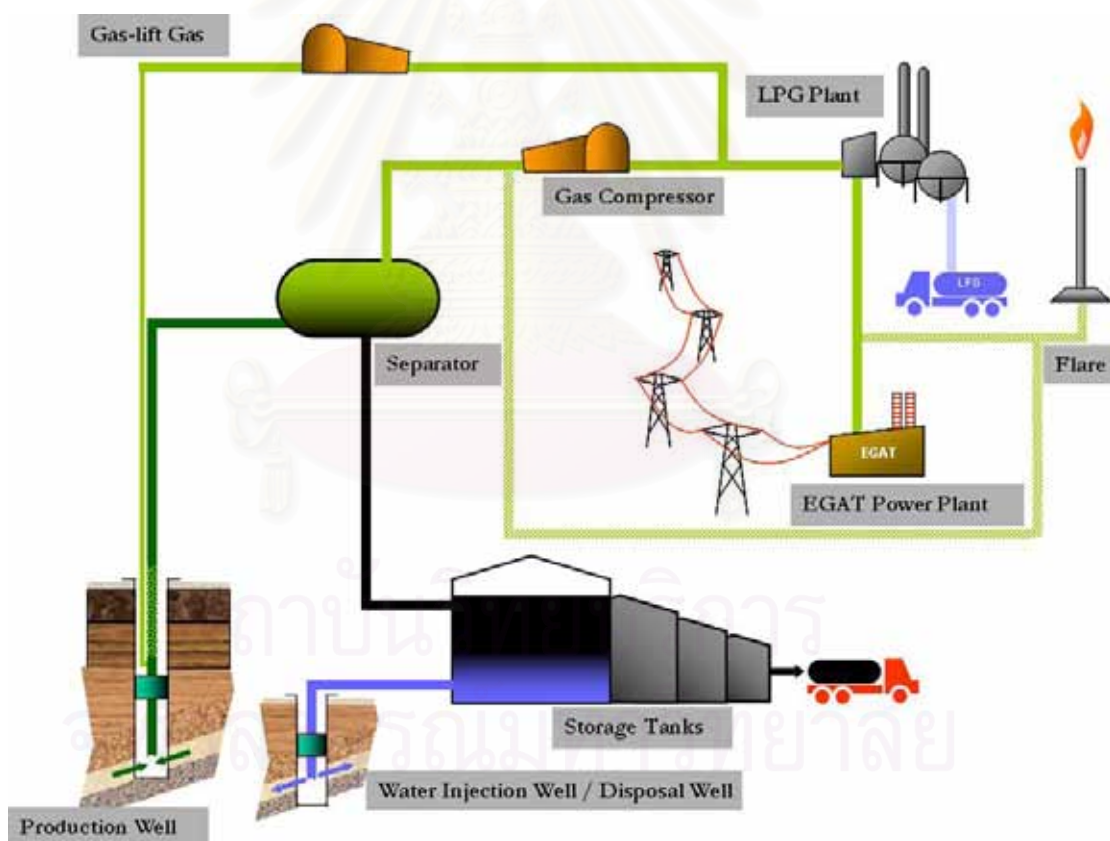 Gas-lift Gas
LPG Plant
Gas Compressor
LPG
Separator
Flare
EGAT
EGAT Power Plant
Storage Tanks
Water Injection Well / Disposal Well
Production Well